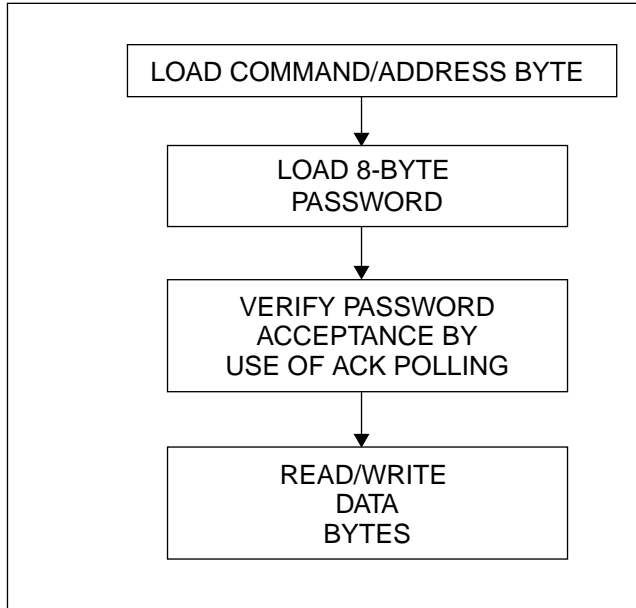 LOAD COMMAND/ADDRESS BYTE
LOAD 8-BYTE
PASSWORD
VERIFY PASSWORD
ACCEPTANCE BY
USE OF ACK POLLING
READ/WRITE
DATA
BYTES